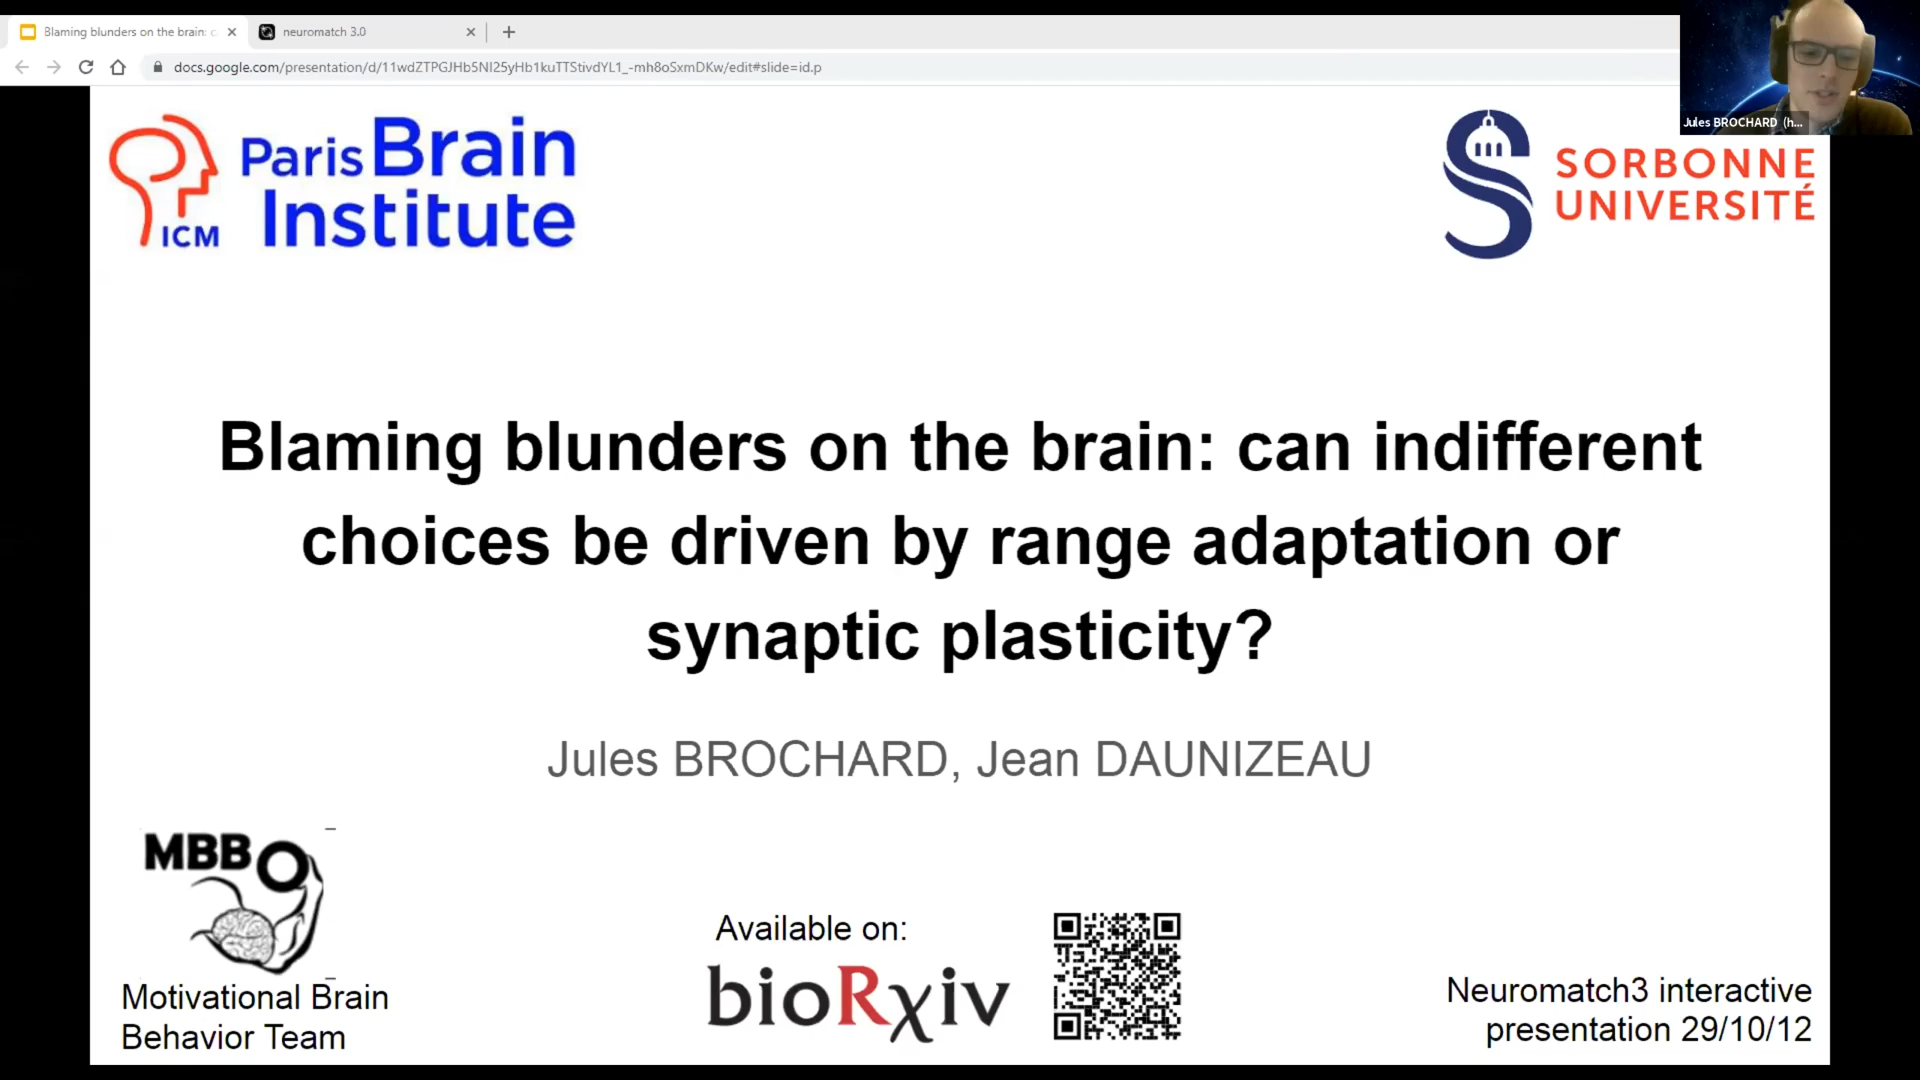 Blaming blunders on the brain: c
neuromatch 3.0
docs.google.com/presentation/d/11wdZTPGJHb5NI25yHb1kuTTStivdYL1_-mh8oSxmDKw/edit#slide=id.p
Jules BROCHARD (h...
Paris Brain
Institute
ICM
SORBONNE
UNIVERSITÉ
Blaming blunders on the brain: can indifferent
choices be driven by range adaptation or
synaptic plasticity?
Jules BROCHARD, Jean DAUNIZEAU
MBB
Motivational Brain
Behavior Team
Available on:
bioRχiv
Neuromatch3 interactive
presentation 29/10/12